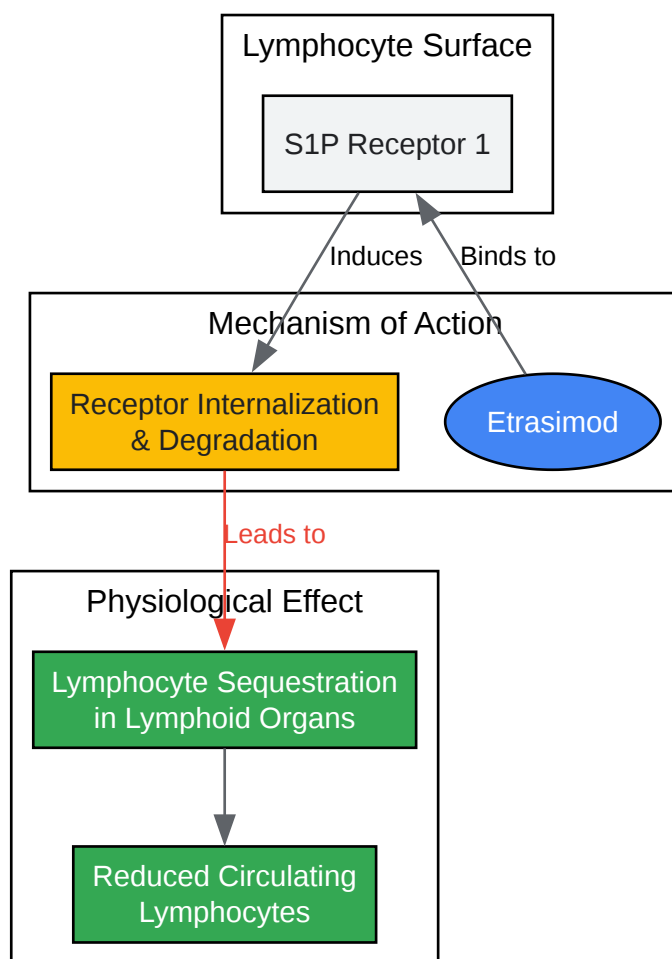 Lymphocyte Surface
S1P Receptor 1
Induces
Binds to
Mechanism of Action
Receptor Internalization
& Degradation
Etrasimod
Leads to
Physiological Effect
Lymphocyte Sequestration
in Lymphoid Organs
Reduced Circulating
Lymphocytes